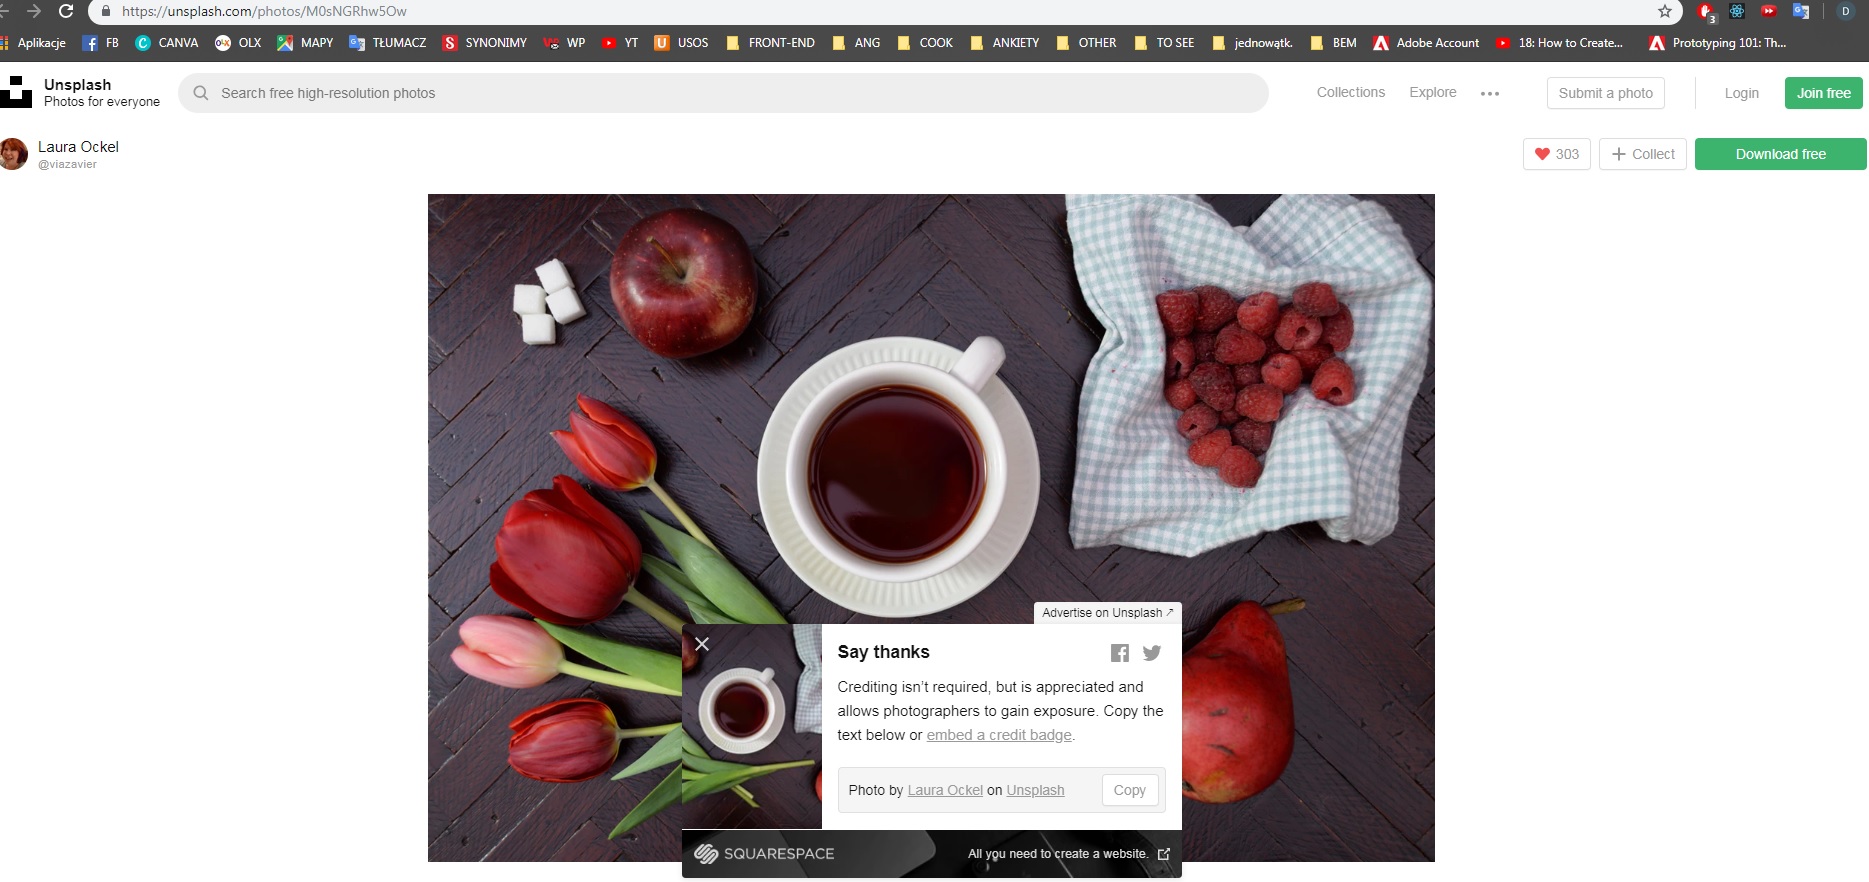 https://unsplash.com/photos/M0sNGRhw5Ow
3
D
Aplikacje FB CANVA OLX MAPY TŁUMACZ SYNONIMY WP YT USOS FRONT-END ANG COOK ANKIETY OTHER TO SEE jednowątk. BEM Adobe Account 18: How to Create... Prototyping 101: Th...
Unsplash
Photos for everyone
Search free high-resolution photos
Collections Explore
Submit a photo
Login
Join free
Laura Ockel
@viazavier
303
Collect
Download free
Advertise on Unsplash ↗
Say thanks
Crediting isn't required, but is appreciated and
allows photographers to gain exposure. Copy the
text below or embed a credit badge.
Photo by Laura Ockel on Unsplash
Copy
SQUARESPACE
All you need to create a website.